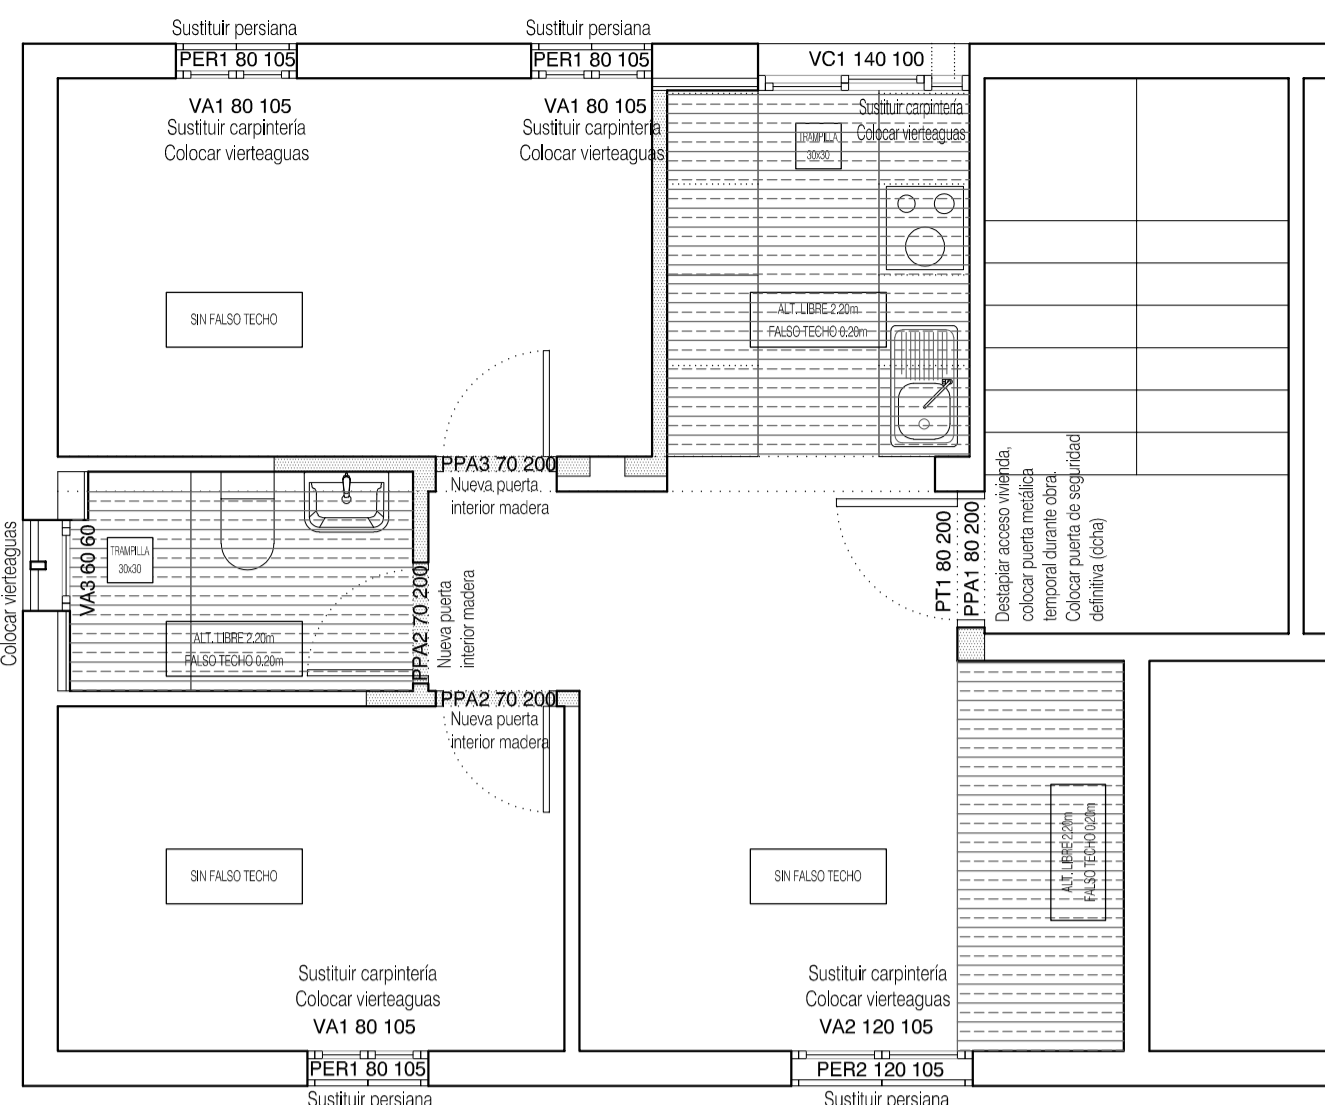 Sustituir persiana
PER1 80 105
VA1 80 105
Sustituir carpintería
Colocar vierteaguas
Sustituir persiana
PER1 80 105
VA1 80 105
Sustituir carpintería
Colocar vierteaguas
VC1 140 100
Sustituir carpintería
Colocar vierteaguas
TRAMPILLA
30x30
SIN FALSO TECHO
ALT. LIBRE 2.20m
FALSO TECHO 0.20m
PPA3 70 200
Nueva puerta
interior madera
Colocar vierteaguas
VA3 60 60
TRAMPILLA
30x30
ALT. LIBRE 2.20m
FALSO TECHO 0.20m
PPA2 70 200
Nueva puerta
interior madera
PPA2 70 200
Nueva puerta
interior madera
PT1 80 200
PPA1 80 200
Destapiar acceso vivienda,
colocar puerta metálica
temporal durante obra.
Colocar puerta de seguridad
definitiva (dcha)
SIN FALSO TECHO
SIN FALSO TECHO
ALT. LIBRE 2.20m
FALSO TECHO 0.20m
Sustituir carpintería
Colocar vierteaguas
VA1 80 105
PER1 80 105
Sustituir persiana
Sustituir carpintería
Colocar vierteaguas
VA2 120 105
PER2 120 105
Sustituir persiana